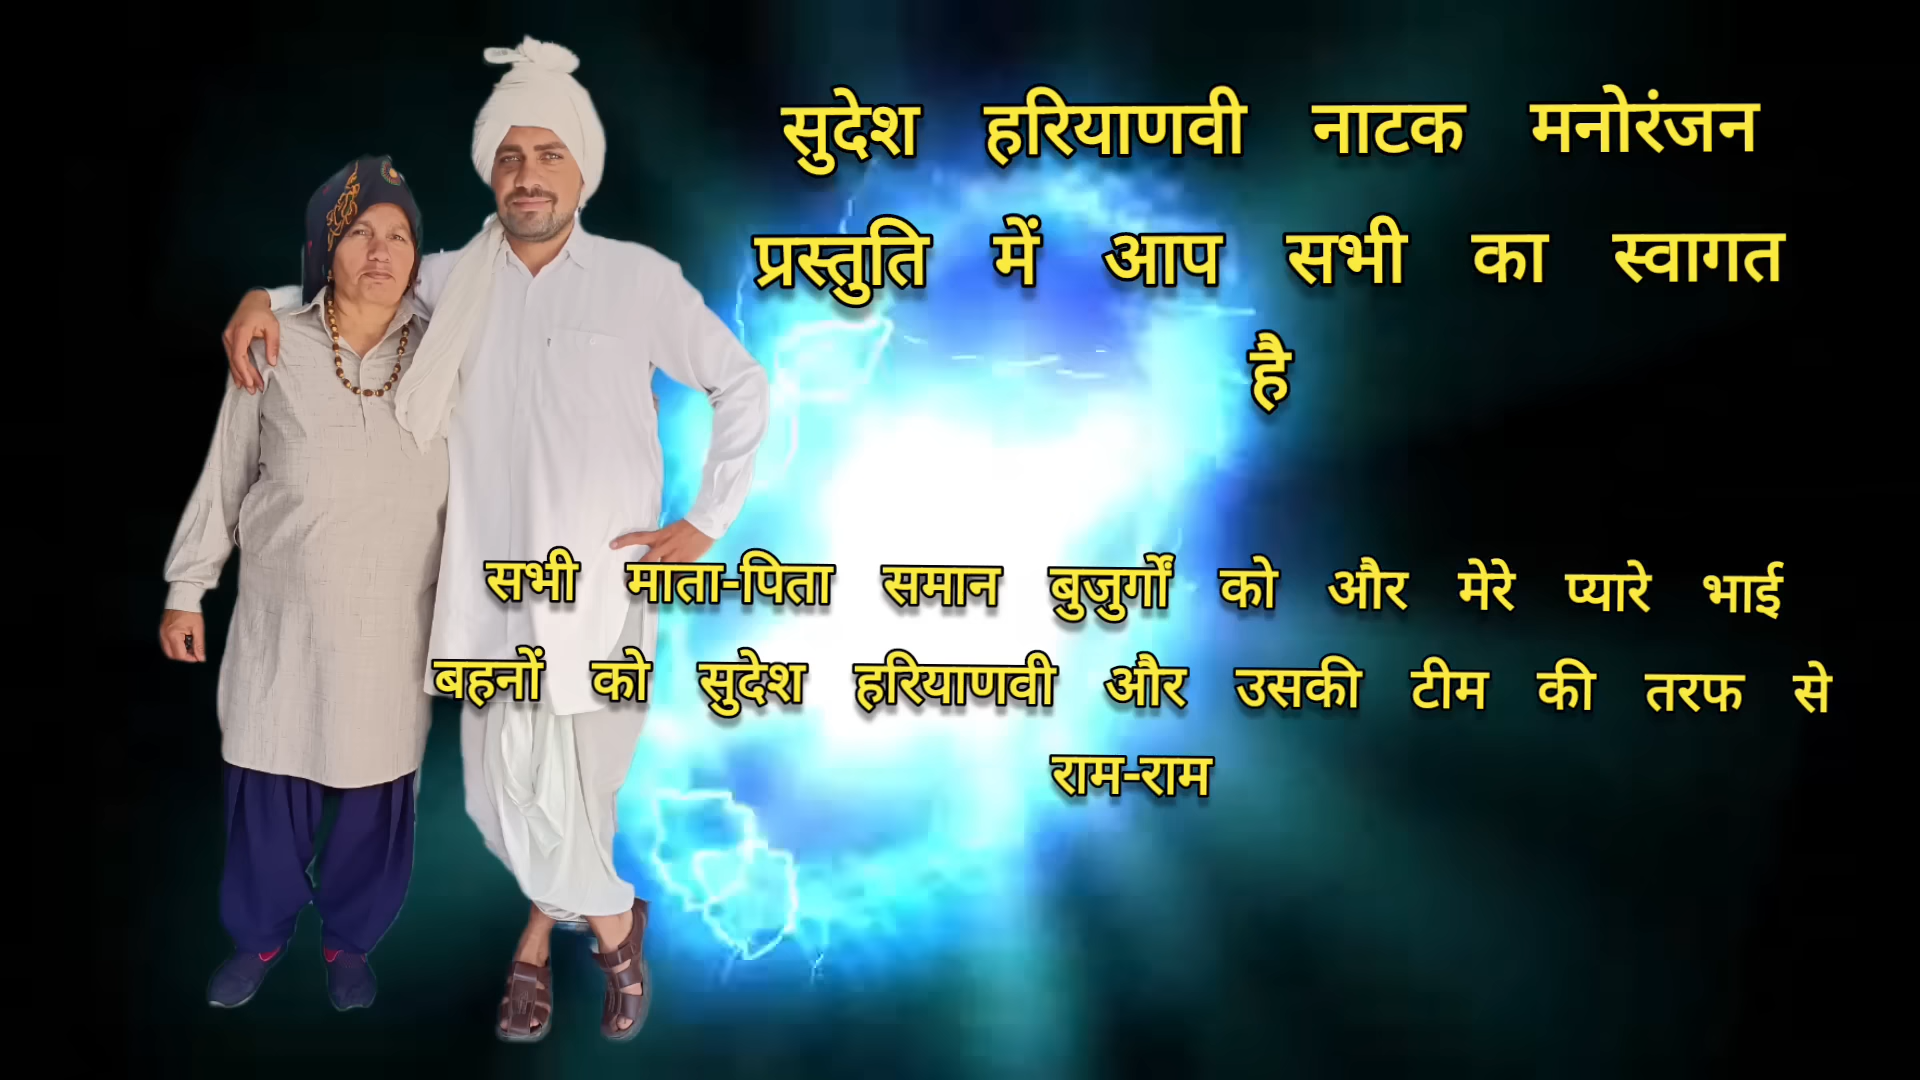 सुदेश हरियाणवी नाटक मनोरंजन
प्रस्तुति में आप सभी का स्वागत
है
सभी माता-पिता समान बुजुर्गों को और मेरे प्यारे भाई
बहनों को सुदेश हरियाणवी और उसकी टीम की तरफ से
राम-राम